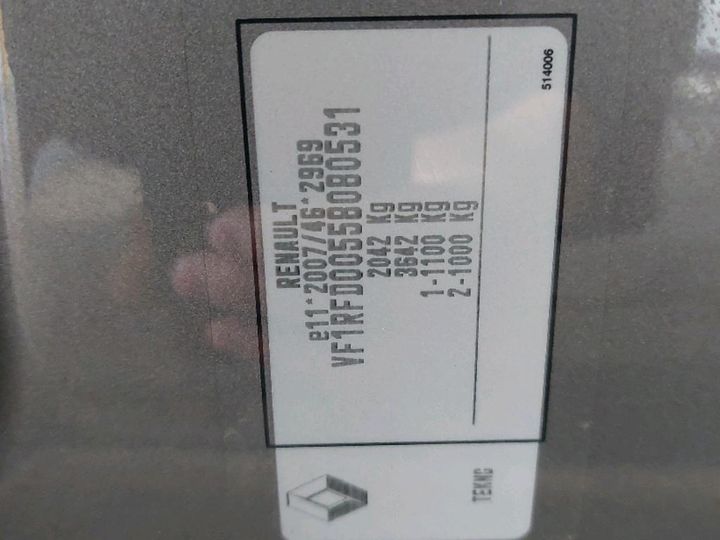 RENAULT
e11*2007/46*2969
VF1RFD00558080531
2042 Kg
3642 Kg
1-1100 Kg
2-1000 Kg
514006
TEKNO